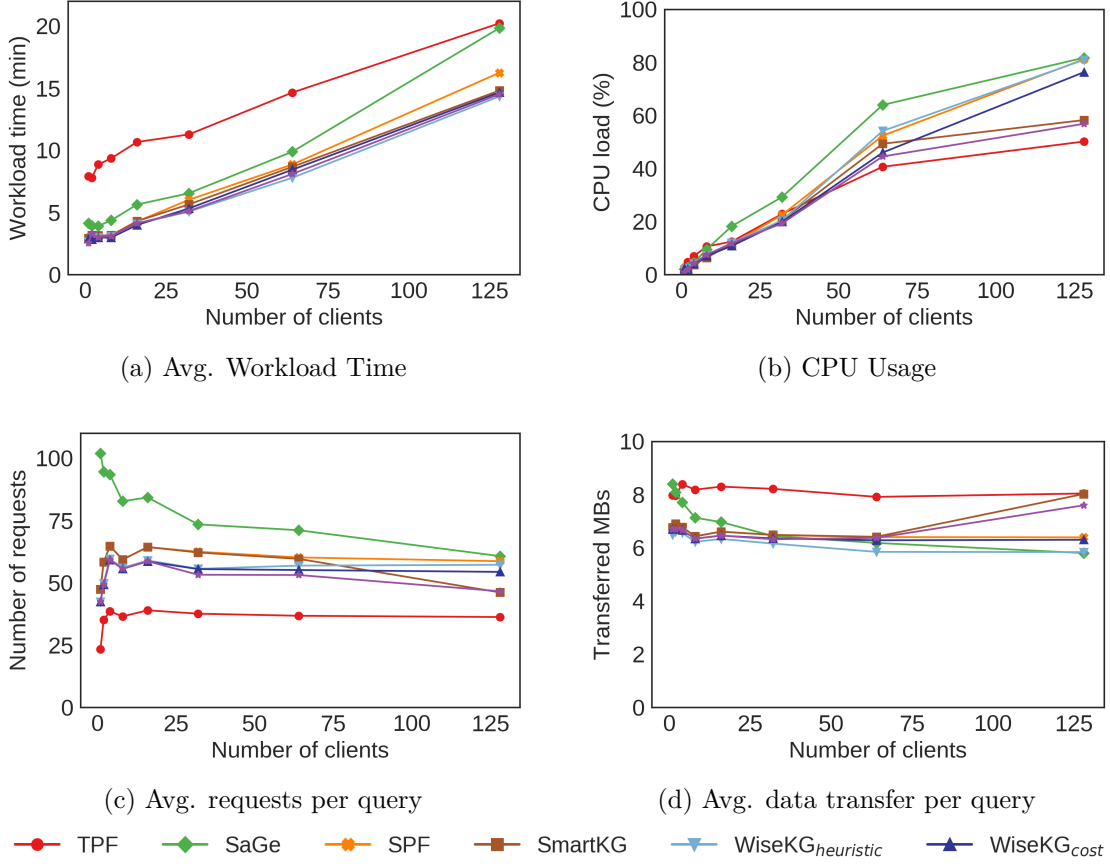 20
15
10
5
0
Workload time (min)
0 25 50 75 100 125
Number of clients
(a) Avg. Workload Time
100
80
60
40
20
0
CPU load (%)
0 25 50 75 100 125
Number of clients
(b) CPU Usage
100
75
50
25
0
Number of requests
0 25 50 75 100 125
Number of clients
(c) Avg. requests per query
10
8
6
4
2
0
Transferred MBs
0 25 50 75 100 125
Number of clients
(d) Avg. data transfer per query
TPF SaGe SPF SmartKG WiseKGheuristic WiseKGcost